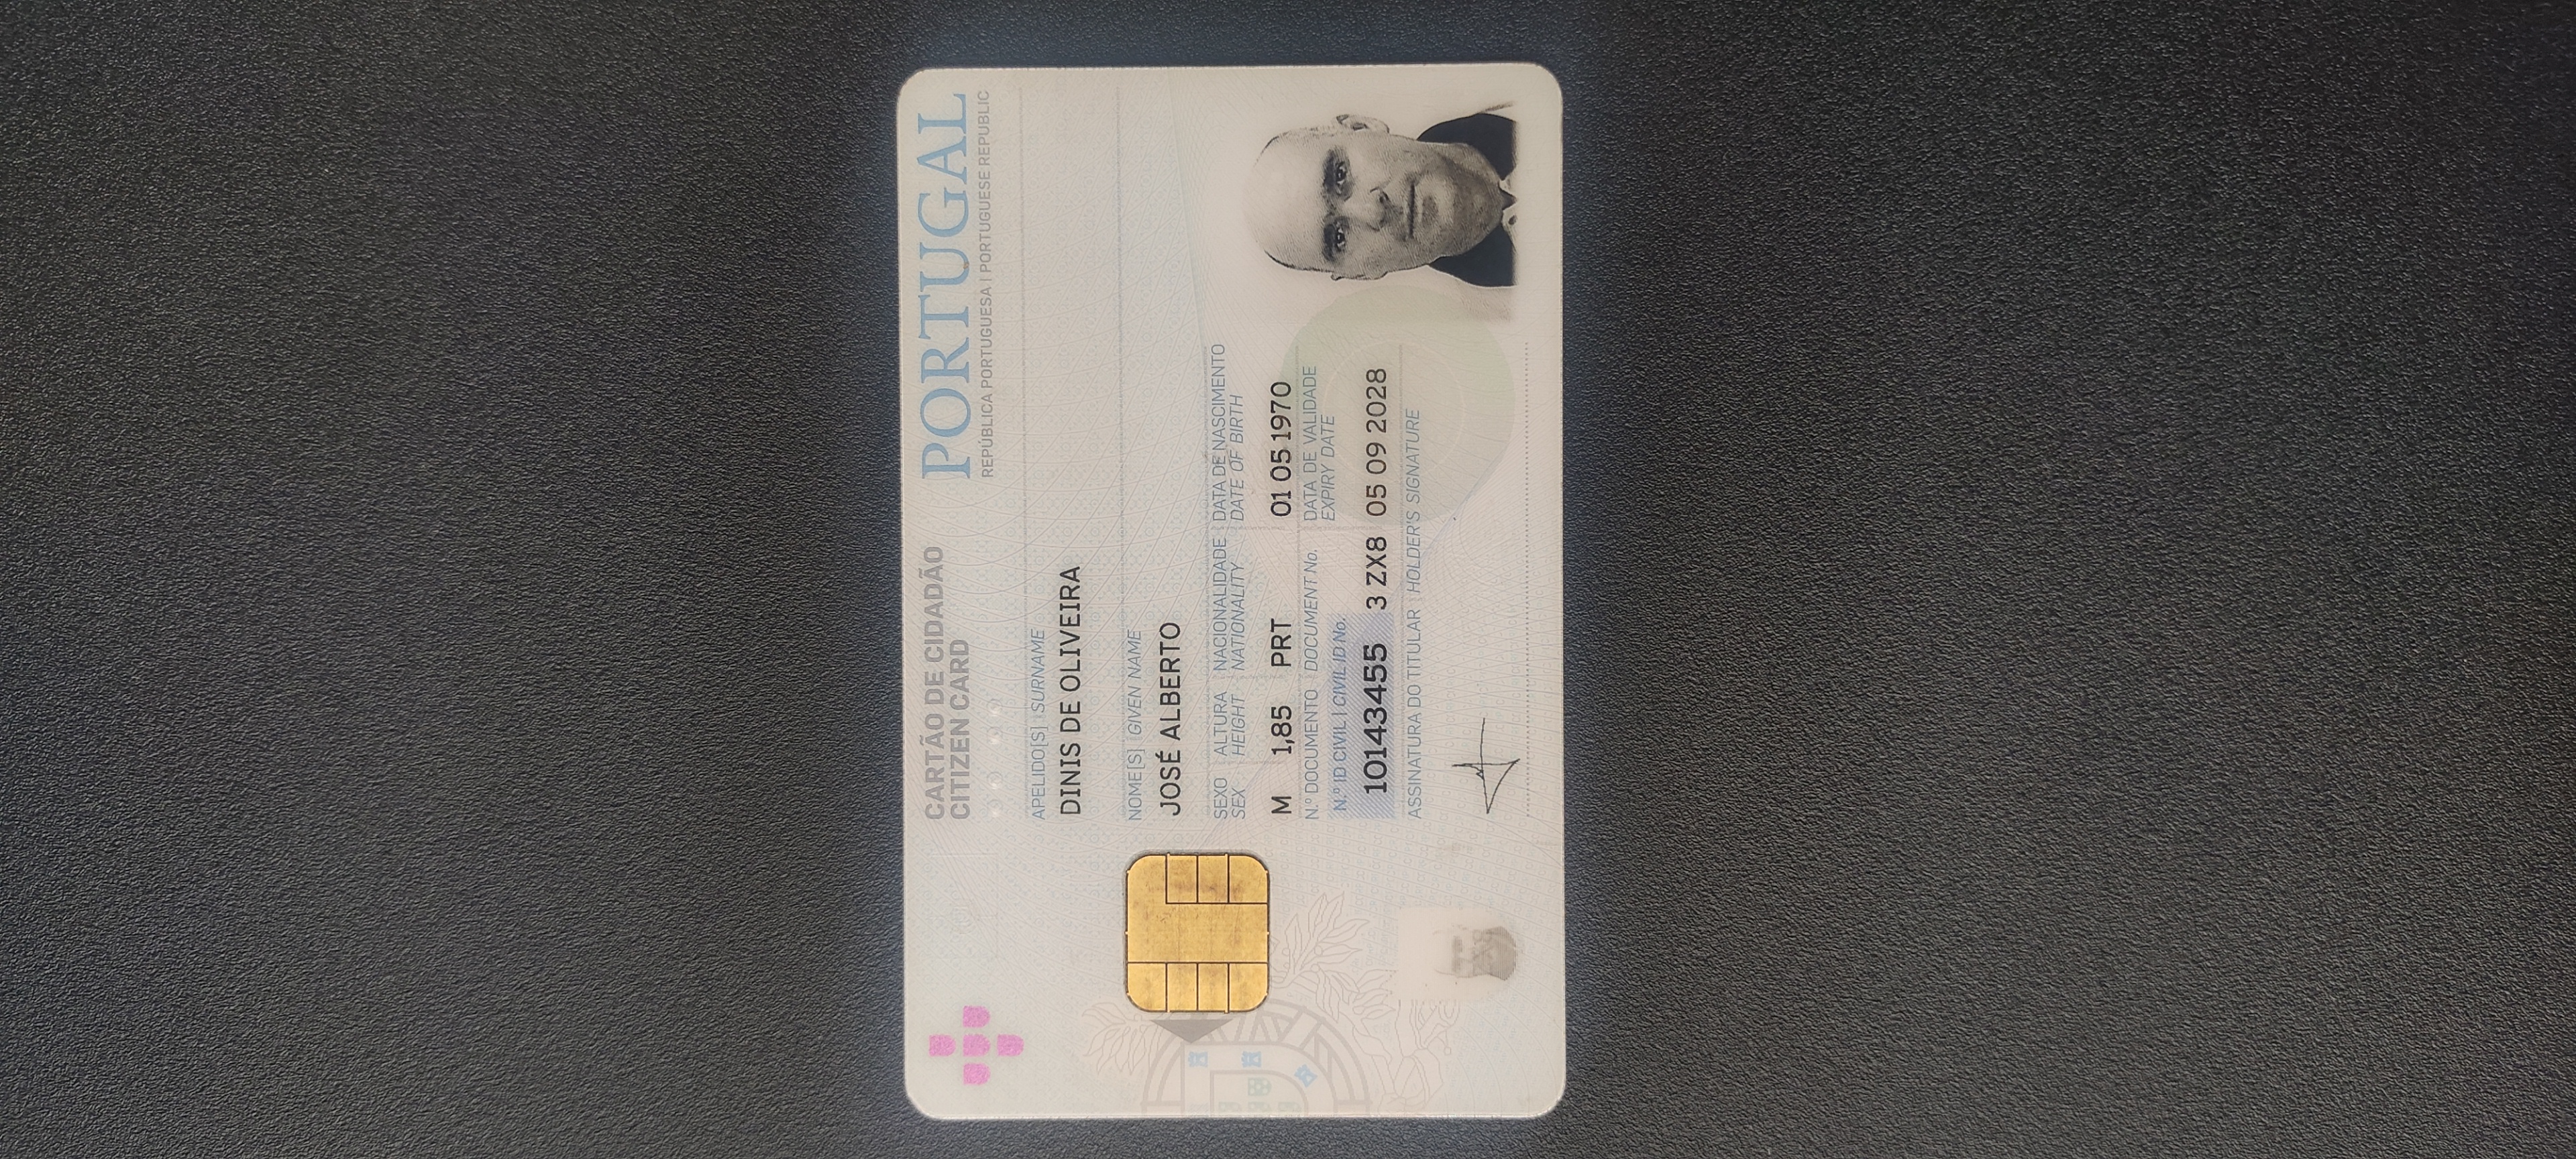 CARTÃO DE CIDADÃO
CITIZEN CARD
PORTUGAL
REPÚBLICA PORTUGUESA | PORTUGUESE REPUBLIC
APELIDO[S] SURNAME
DINIS DE OLIVEIRA
NOME[S] GIVEN NAME
JOSÉ ALBERTO
SEXO ALTURA NACIONALIDADE DATA DE NASCIMENTO
SEX HEIGHT NATIONALITY DATE OF BIRTH
M 1,85 PRT 01 05 1970
N.º DOCUMENTO DOCUMENT No. DATA DE VALIDADE
EXPIRY DATE
N.º ID CIVIL | CIVIL ID No.
10143455 3 ZX8 05 09 2028
ASSINATURA DO TITULAR HOLDER'S SIGNATURE